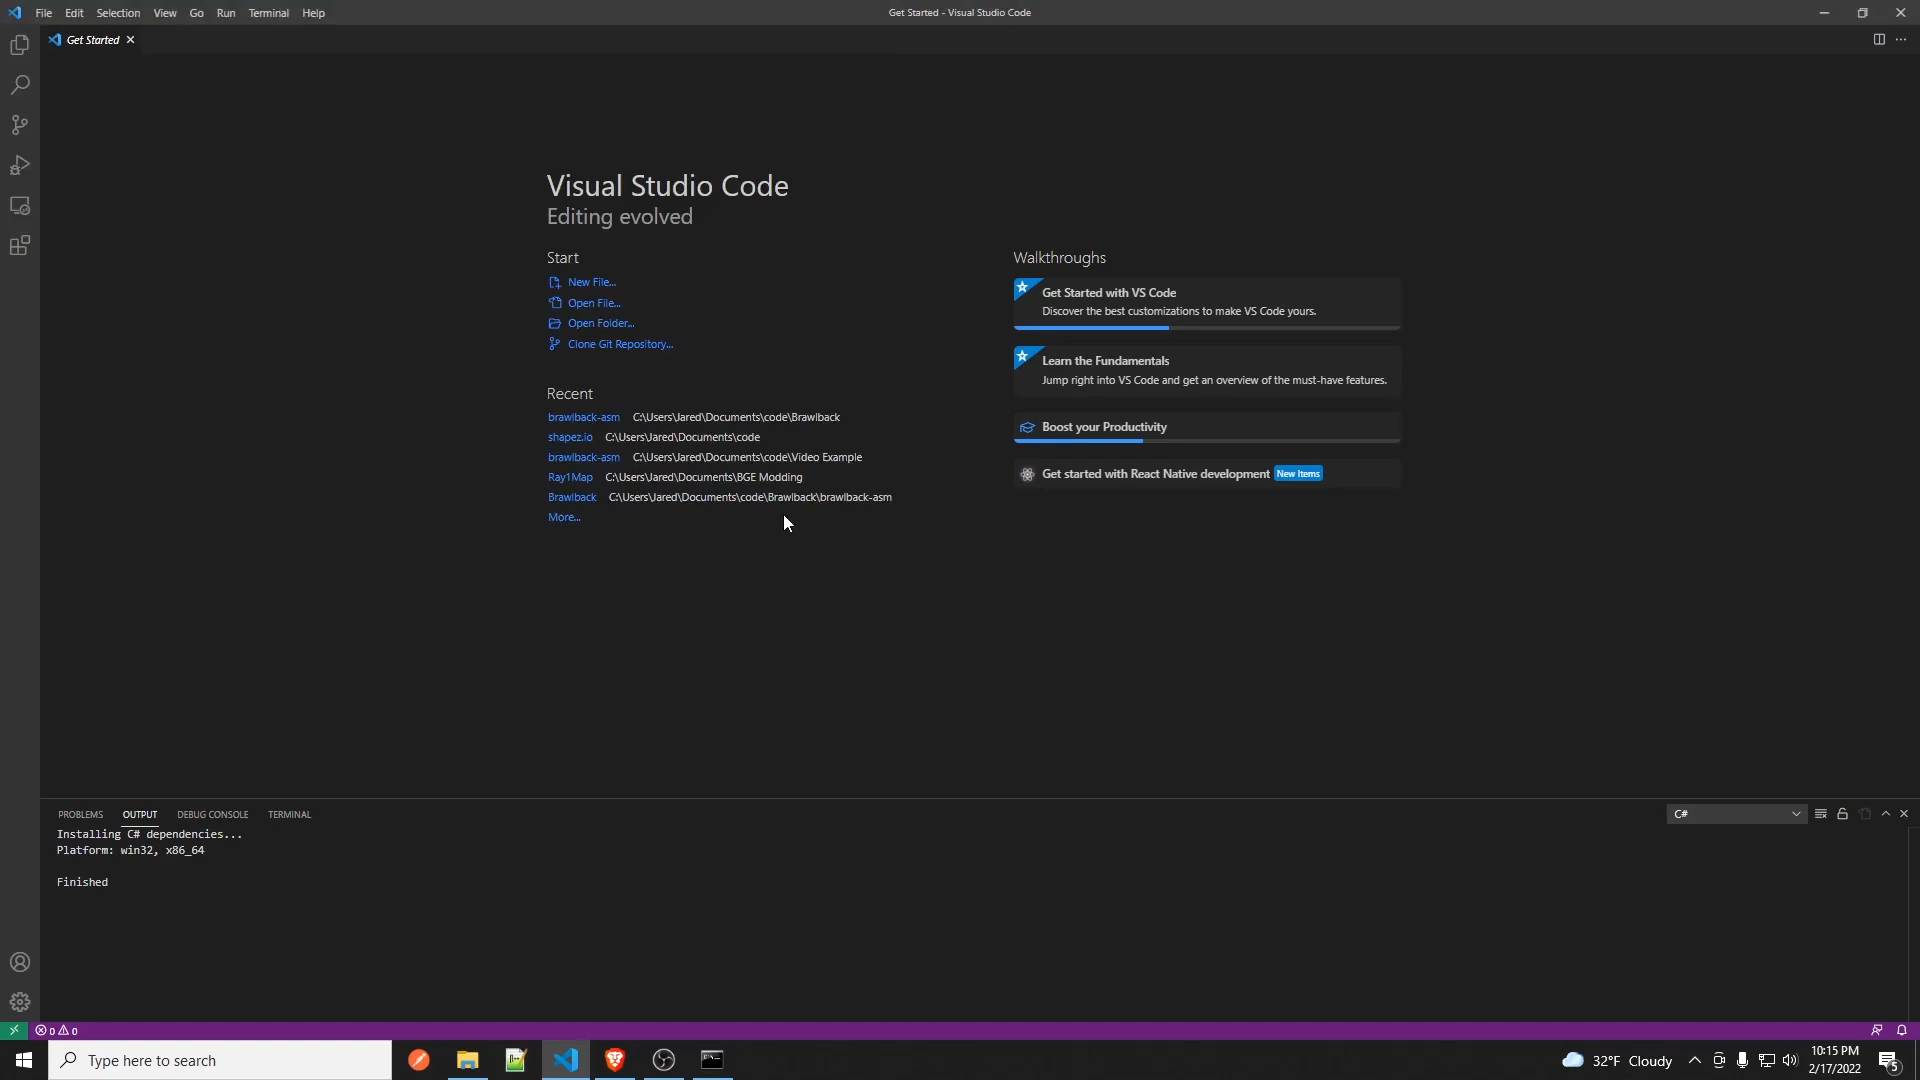 File Edit Selection View Go Run Terminal Help
Get Started - Visual Studio Code
Get Started
Visual Studio Code
Editing evolved
Start
New File...
Open File...
Open Folder...
Clone Git Repository...
Recent
brawlback-asm C:\Users\Jared\Documents\code\Brawlback
shapez.io C:\Users\Jared\Documents\code
brawlback-asm C:\Users\Jared\Documents\code\Video Example
Ray1Map C:\Users\Jared\Documents\BGE Modding
Brawlback C:\Users\Jared\Documents\code\Brawlback\brawlback-asm
More...
Walkthroughs
Get Started with VS Code
Discover the best customizations to make VS Code yours.
Learn the Fundamentals
Jump right into VS Code and get an overview of the must-have features.
Boost your Productivity
Get started with React Native development New Items
PROBLEMS OUTPUT DEBUG CONSOLE TERMINAL
C#
Installing C# dependencies...
Platform: win32, x86_64
Finished
0 0
Type here to search
32°F Cloudy
10:15 PM
2/17/2022
5